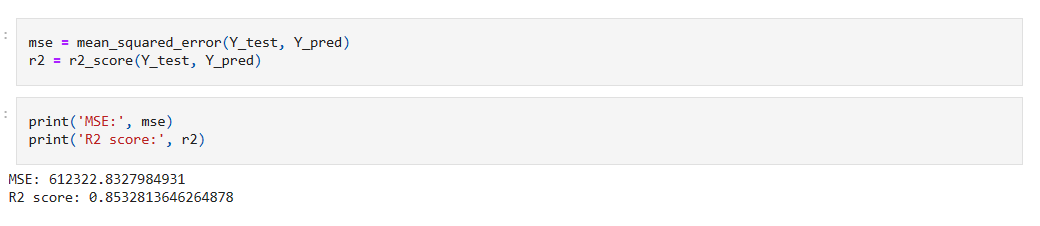 :
mse = mean_squared_error(Y_test, Y_pred)
r2 = r2_score(Y_test, Y_pred)
:
print('MSE:', mse)
print('R2 score:', r2)
MSE: 612322.8327984931
R2 score: 0.8532813646264878